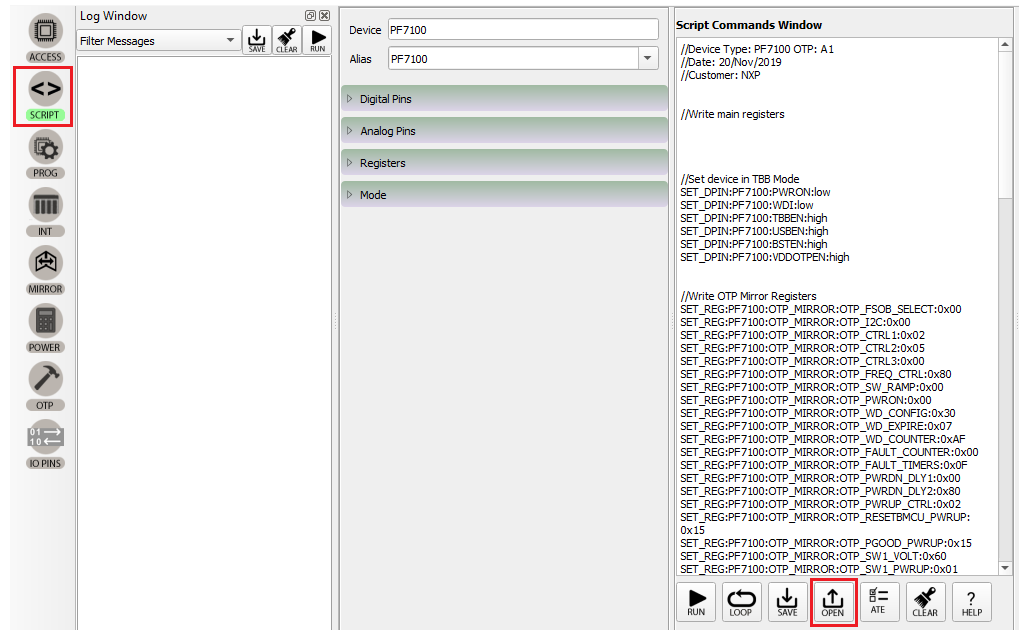 ACCESS
SCRIPT
PROG
INT
MIRROR
POWER
OTP
01
10
IO PINS
Log Window
Filter Messages
SAVE
CLEAR
RUN
Device
PF7100
Alias
PF7100
Digital Pins
Analog Pins
Registers
Mode
Script Commands Window
//Device Type: PF7100 OTP: A1
//Date: 20/Nov/2019
//Customer: NXP
//Write main registers
//Set device in TBB Mode
SET_DPIN:PF7100:PWRON:low
SET_DPIN:PF7100:WDI:low
SET_DPIN:PF7100:TBBEN:high
SET_DPIN:PF7100:USBEN:high
SET_DPIN:PF7100:BSTEN:high
SET_DPIN:PF7100:VDDOTPEN:high
//Write OTP Mirror Registers
SET_REG:PF7100:OTP_MIRROR:OTP_FSOB_SELECT:0x00
SET_REG:PF7100:OTP_MIRROR:OTP_I2C:0x00
SET_REG:PF7100:OTP_MIRROR:OTP_CTRL1:0x02
SET_REG:PF7100:OTP_MIRROR:OTP_CTRL2:0x05
SET_REG:PF7100:OTP_MIRROR:OTP_CTRL3:0x00
SET_REG:PF7100:OTP_MIRROR:OTP_FREQ_CTRL:0x80
SET_REG:PF7100:OTP_MIRROR:OTP_SW_RAMP:0x00
SET_REG:PF7100:OTP_MIRROR:OTP_PWRON:0x00
SET_REG:PF7100:OTP_MIRROR:OTP_WD_CONFIG:0x30
SET_REG:PF7100:OTP_MIRROR:OTP_WD_EXPIRE:0x07
SET_REG:PF7100:OTP_MIRROR:OTP_WD_COUNTER:0xAF
SET_REG:PF7100:OTP_MIRROR:OTP_FAULT_COUNTER:0x00
SET_REG:PF7100:OTP_MIRROR:OTP_FAULT_TIMERS:0x0F
SET_REG:PF7100:OTP_MIRROR:OTP_PWRDN_DLY1:0x00
SET_REG:PF7100:OTP_MIRROR:OTP_PWRDN_DLY2:0x80
SET_REG:PF7100:OTP_MIRROR:OTP_PWRUP_CTRL:0x02
SET_REG:PF7100:OTP_MIRROR:OTP_RESETBMCU_PWRUP:
0x15
SET_REG:PF7100:OTP_MIRROR:OTP_PGOOD_PWRUP:0x15
SET_REG:PF7100:OTP_MIRROR:OTP_SW1_VOLT:0x60
SET_REG:PF7100:OTP_MIRROR:OTP_SW1_PWRUP:0x01
RUN
LOOP
SAVE
OPEN
ATE
CLEAR
?
HELP